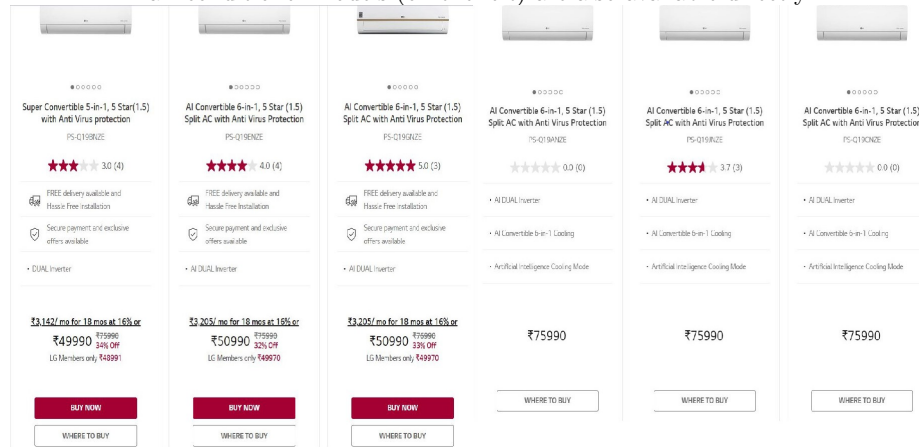 Super Convertible 5-in-1, 5 Star(1.5)
with Anti Virus protection
PS-Q19BNZE
3.0 (4)
FREE delivery available and
Hassle Free Installation
Secure payment and exclusive
offers available
• DUAL Inverter
₹3,142/ mo for 18 mos at 16% or
₹49990 ₹75990
34% Off
LG Members only ₹48991
BUY NOW
WHERE TO BUY
AI Convertible 6-in-1, 5 Star (1.5)
Split AC with Anti Virus Protection
PS-Q19ENZE
4.0 (4)
FREE delivery available and
Hassle Free Installation
Secure payment and exclusive
offers available
• AI DUAL Inverter
₹3,205/ mo for 18 mos at 16% or
₹50990 ₹75990
32% Off
LG Members only ₹49970
BUY NOW
WHERE TO BUY
AI Convertible 6-in-1, 5 Star (1.5)
Split AC with Anti Virus Protection
PS-Q19GNZE
5.0 (3)
FREE delivery available and
Hassle Free Installation
Secure payment and exclusive
offers available
• AI DUAL Inverter
₹3,205/ mo for 18 mos at 16% or
₹50990 ₹75990
33% Off
LG Members only ₹49970
BUY NOW
WHERE TO BUY
AI Convertible 6-in-1, 5 Star (1.5)
Split AC with Anti Virus Protection
PS-Q19ANZE
0.0 (0)
• AI DUAL Inverter
• AI Convertible 6-in-1 Cooling
• Artificial Intelligence Cooling Mode
₹75990
WHERE TO BUY
AI Convertible 6-in-1, 5 Star (1.5)
Split AC with Anti Virus Protection
3.7 (3)
• AI DUAL Inverter
• AI Convertible 6-in-1 Cooling
• Artificial Intelligence Cooling Mode
₹75990
WHERE TO BUY
AI Convertible 6-in-1, 5 Star (1.5)
Split AC with Anti Virus Protection
PS-Q19CNZE
0.0 (0)
• AI DUAL Inverter
• AI Convertible 6-in-1 Cooling
• Artificial Intelligence Cooling Mode
₹75990
WHERE TO BUY